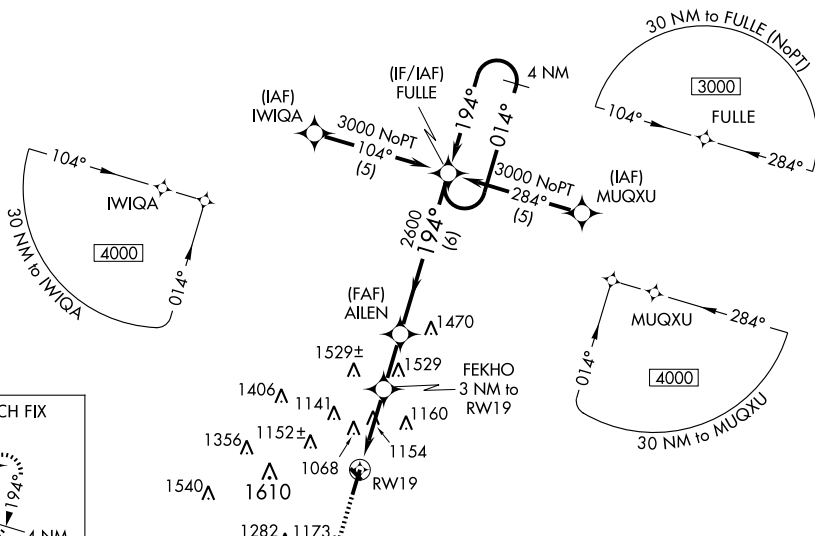 30 NM to FULLE (NoPT)
3000
104°
FULLE
284°
(IF/IAF)
FULLE
4 NM
194°
014°
(IAF)
IWIQA
3000 NoPT
104°
(5)
3000 NoPT
284°
(5)
(IAF)
MUQXU
104°
IWIQA
4000
014°
30 NM to IWIQA
2600
194°
(6)
(FAF)
AILEN
1470
1529±
1529
FEKHO
3 NM to
RW19
1406
1141
1160
1356
1152±
1154
1068
RW19
1540
1610
1282
1173
MUQXU
284°
014°
4000
30 NM to MUQXU
CH FIX
194°
4 NM